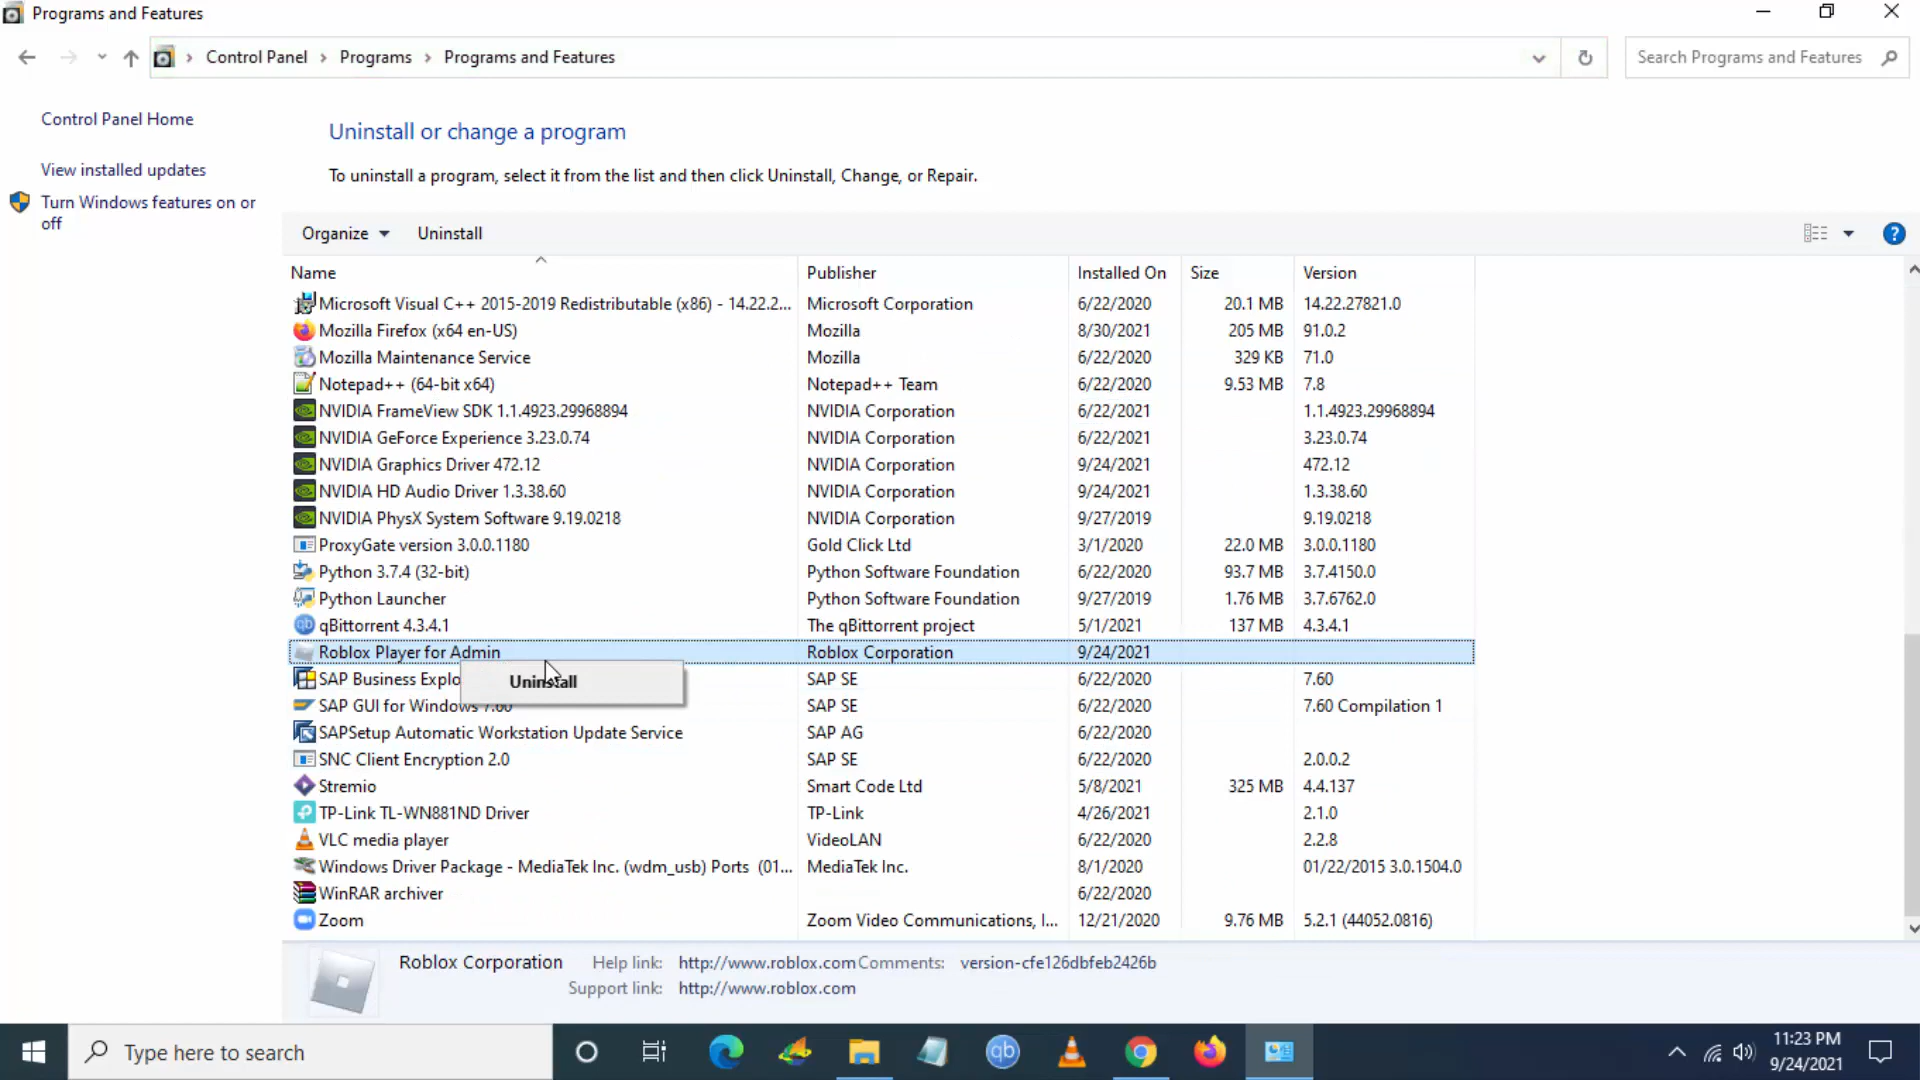 Programs and Features
Control Panel > Programs > Programs and Features
Search Programs and Features
Control Panel Home
View installed updates
Turn Windows features on or
off
Uninstall or change a program
To uninstall a program, select it from the list and then click Uninstall, Change, or Repair.
Organize Uninstall
Name Publisher Installed On Size Version
Microsoft Visual C++ 2015-2019 Redistributable (x86) - 14.22.2... Microsoft Corporation 6/22/2020 20.1 MB 14.22.27821.0
Mozilla Firefox (x64 en-US) Mozilla 8/30/2021 205 MB 91.0.2
Mozilla Maintenance Service Mozilla 6/22/2020 329 KB 71.0
Notepad++ (64-bit x64) Notepad++ Team 6/22/2020 9.53 MB 7.8
NVIDIA FrameView SDK 1.1.4923.29968894 NVIDIA Corporation 6/22/2021 1.1.4923.29968894
NVIDIA GeForce Experience 3.23.0.74 NVIDIA Corporation 6/22/2021 3.23.0.74
NVIDIA Graphics Driver 472.12 NVIDIA Corporation 9/24/2021 472.12
NVIDIA HD Audio Driver 1.3.38.60 NVIDIA Corporation 9/24/2021 1.3.38.60
NVIDIA PhysX System Software 9.19.0218 NVIDIA Corporation 9/27/2019 9.19.0218
ProxyGate version 3.0.0.1180 Gold Click Ltd 3/1/2020 22.0 MB 3.0.0.1180
Python 3.7.4 (32-bit) Python Software Foundation 6/22/2020 93.7 MB 3.7.4150.0
Python Launcher Python Software Foundation 9/27/2019 1.76 MB 3.7.6762.0
qBittorrent 4.3.4.1 The qBittorrent project 5/1/2021 137 MB 4.3.4.1
Roblox Player for Admin Roblox Corporation 9/24/2021
SAP Business Explo SAP SE 6/22/2020 7.60
Uninstall
SAP GUI for Windows 7.60 SAP SE 6/22/2020 7.60 Compilation 1
SAPSetup Automatic Workstation Update Service SAP AG 6/22/2020
SNC Client Encryption 2.0 SAP SE 6/22/2020 2.0.0.2
Stremio Smart Code Ltd 5/8/2021 325 MB 4.4.137
TP-Link TL-WN881ND Driver TP-Link 4/26/2021 2.1.0
VLC media player VideoLAN 6/22/2020 2.2.8
Windows Driver Package - MediaTek Inc. (wdm_usb) Ports (01... MediaTek Inc. 8/1/2020 01/22/2015 3.0.1504.0
WinRAR archiver 6/22/2020
Zoom Zoom Video Communications, I... 12/21/2020 9.76 MB 5.2.1 (44052.0816)
Roblox Corporation Help link: http://www.roblox.com Comments: version-cfe126dbfeb2426b
Support link: http://www.roblox.com
Type here to search
11:23 PM
9/24/2021